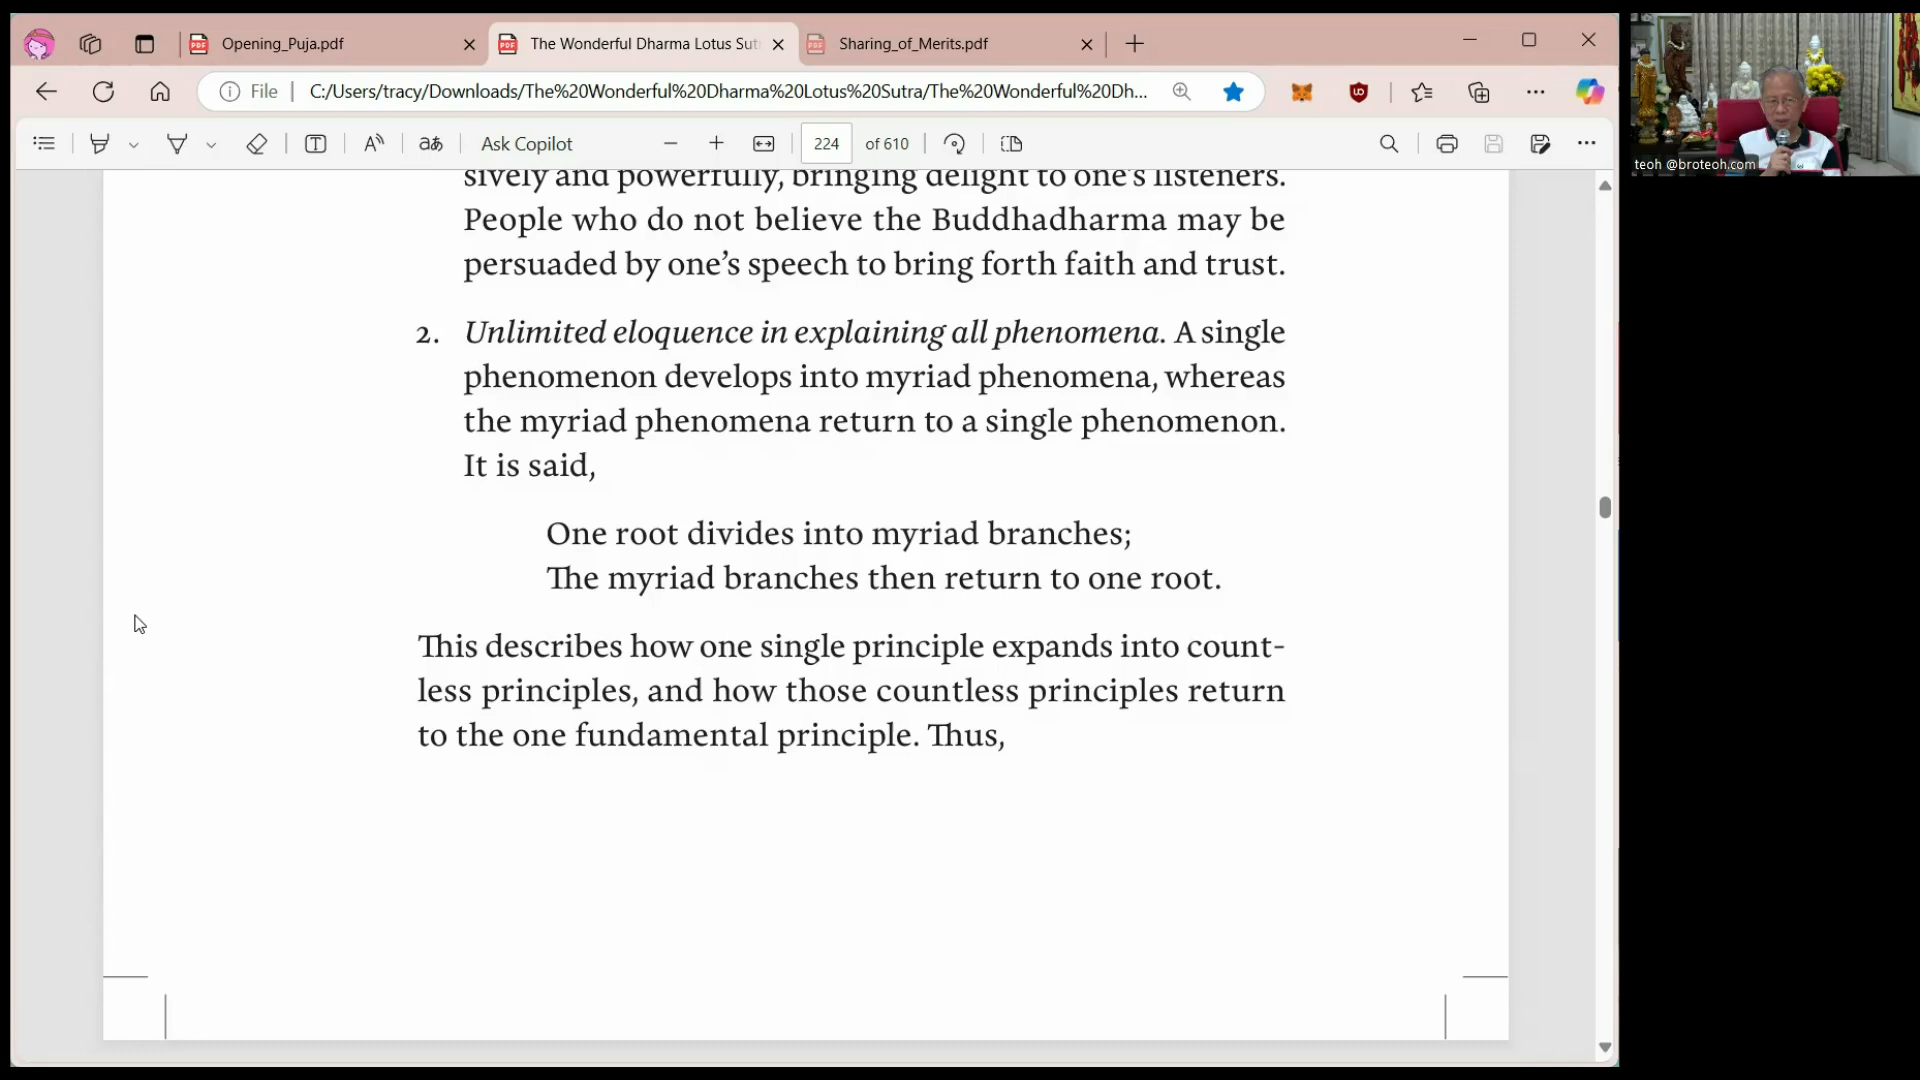 Opening_Puja.pdf
The Wonderful Dharma Lotus Sut
Sharing_of_Merits.pdf
File
C:/Users/tracy/Downloads/The%20Wonderful%20Dharma%20Lotus%20Sutra/The%20Wonderful%20Dh...
aあ
Ask Copilot
224
of 610
teoh @broteoh.com
sively and powerfully, bringing delight to one's listeners.
People who do not believe the Buddhadharma may be
persuaded by one's speech to bring forth faith and trust.
2. Unlimited eloquence in explaining all phenomena. A single
phenomenon develops into myriad phenomena, whereas
the myriad phenomena return to a single phenomenon.
It is said,
One root divides into myriad branches;
The myriad branches then return to one root.
This describes how one single principle expands into count-
less principles, and how those countless principles return
to the one fundamental principle. Thus,